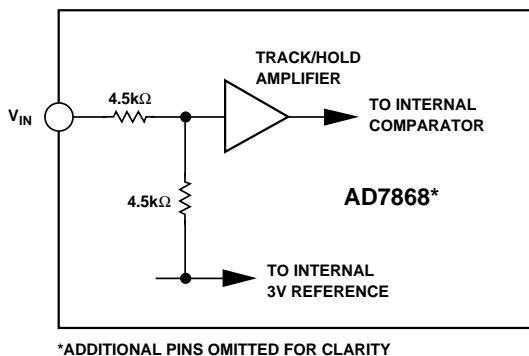 TRACK/HOLD
AMPLIFIER
4.5kΩ
V_IN
TO INTERNAL
COMPARATOR
4.5kΩ
AD7868*
TO INTERNAL
3V REFERENCE
*ADDITIONAL PINS OMITTED FOR CLARITY